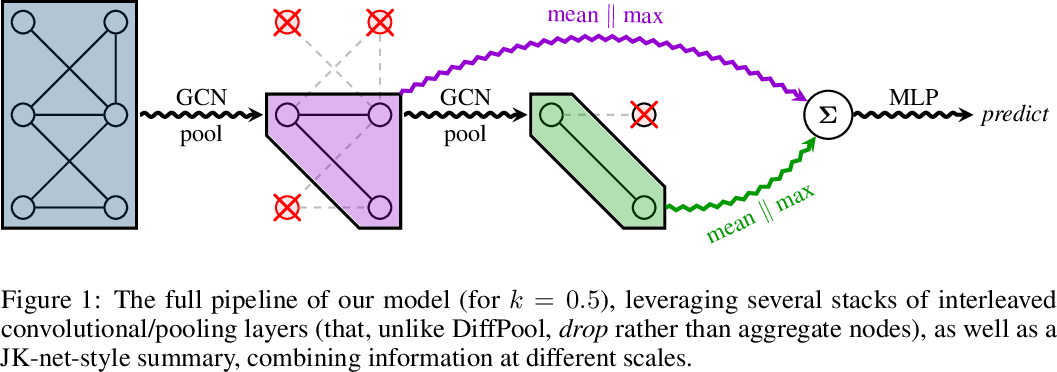 mean || max
GCN
pool
GCN
pool
Σ
MLP
predict
mean || max
Figure 1: The full pipeline of our model (for k = 0.5), leveraging several stacks of interleaved
convolutional/pooling layers (that, unlike DiffPool, drop rather than aggregate nodes), as well as a
JK-net-style summary, combining information at different scales.